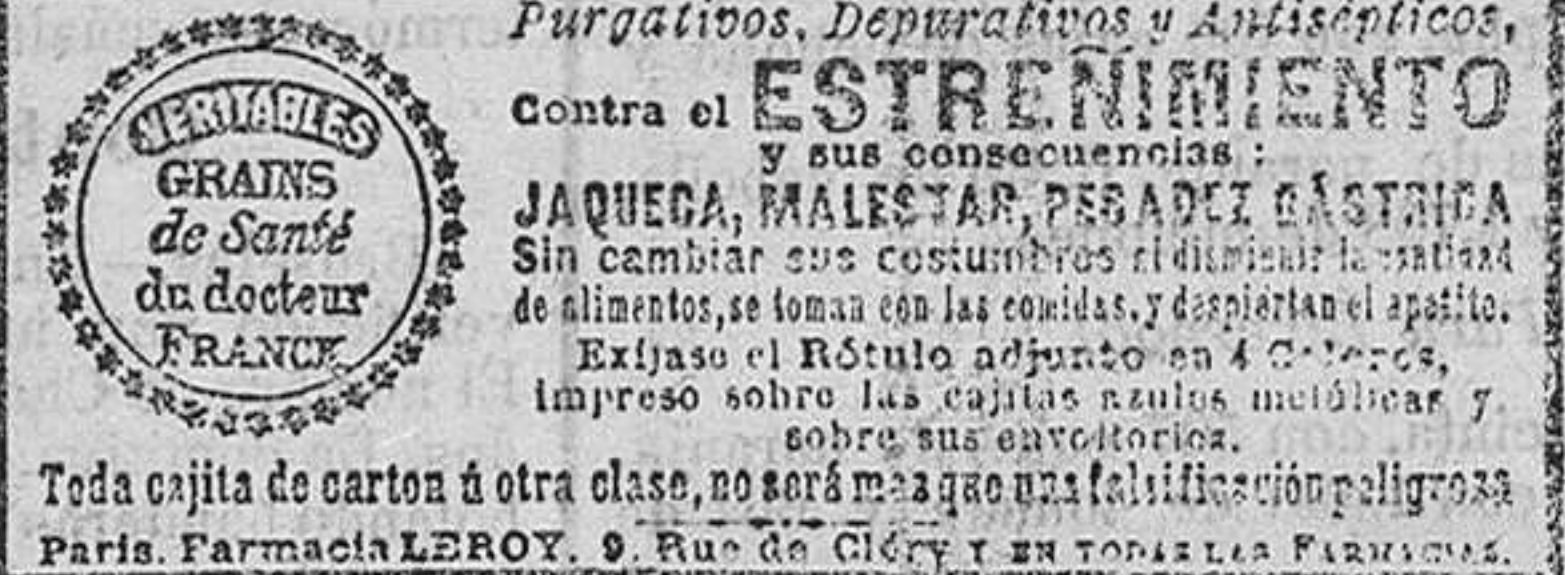 VERITABLES
GRAINS
de Santé
du docteur
FRANCK
Purgativos, Depurativos y Antisépticos,
Contra el ESTREÑIMIENTO
y sus consecuencias :
JAQUECA, MALESTAR, PESADEZ GÁSTRICA
Sin cambiar sus costumbres ni disminuir la cantidad
de alimentos, se toman con las comidas, y despiertan el apetito.
Exíjase el Rótulo adjunto en 4 Colores,
impreso sobre las cajitas azules metálicas y
sobre sus envoltorios.
Toda cajita de carton ú otra clase, no será mas que una falsificación peligrosa
Paris. Farmacia LEROY. 9. Rue de Cléry Y EN TODAS LAS FARMACIAS.